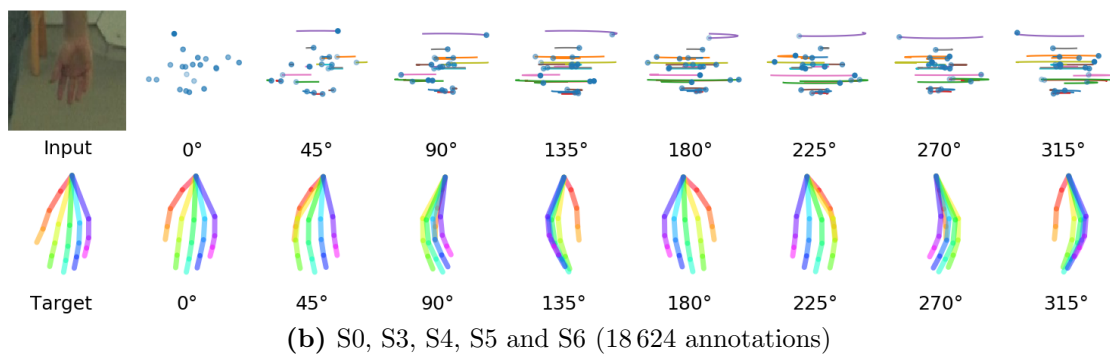 Input 0° 45° 90° 135° 180° 225° 270° 315°
Target 0° 45° 90° 135° 180° 225° 270° 315°
(b) S0, S3, S4, S5 and S6 (18 624 annotations)